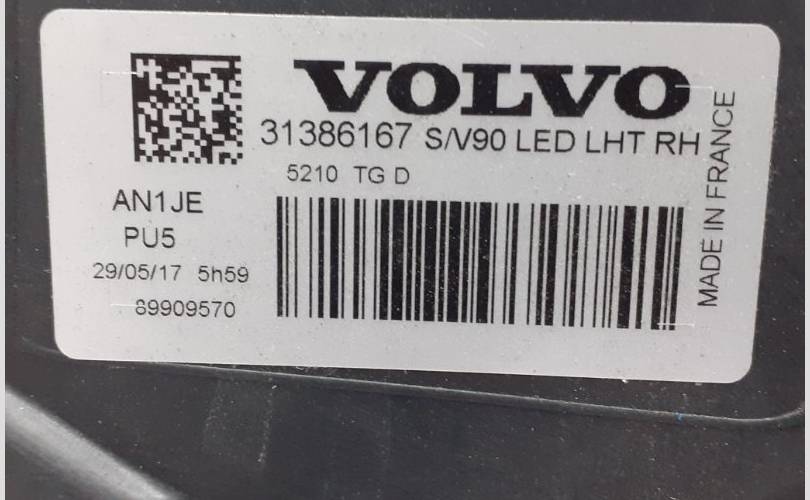 VOLVO
31386167 S/V90 LED LHT RH
5210 TG D
AN1JE
PU5
29/05/17 5h59
89909570
MADE IN FRANCE